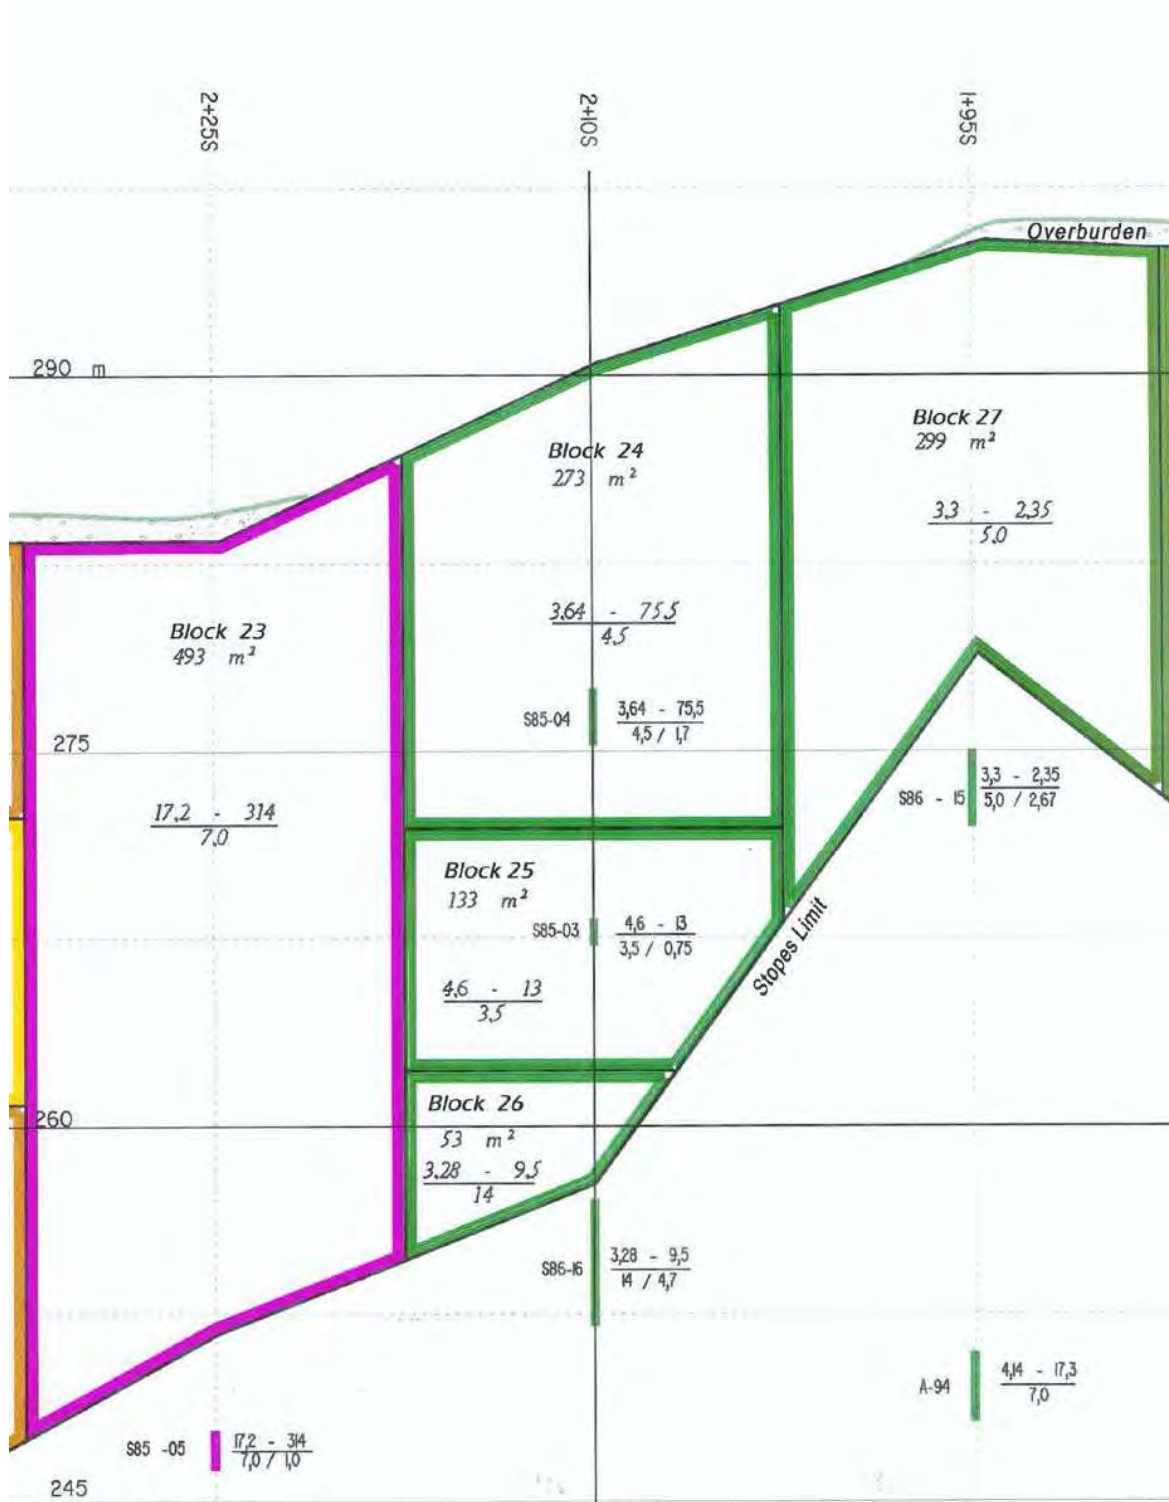 2+25S
2+10S
1+95S
Overburden
290 m
Block 27
299 m²
3,3 - 2,35
5,0
Block 24
273 m²
3,64 - 75,5
4,5
Block 23
493 m²
S85-04
3,64 - 75,5
4,5 / 1,7
275
S86 - 15
3,3 - 2,35
5,0 / 2,67
17,2 - 314
7,0
Block 25
133 m²
S85-03
4,6 - 13
3,5 / 0,75
4,6 - 13
3,5
Stopes Limit
Block 26
53 m²
3,28 - 9,5
14
260
S86-16
3,28 - 9,5
14 / 4,7
A-94
4,14 - 17,3
7,0
S85 -05
17,2 - 314
7,0 / 1,0
245